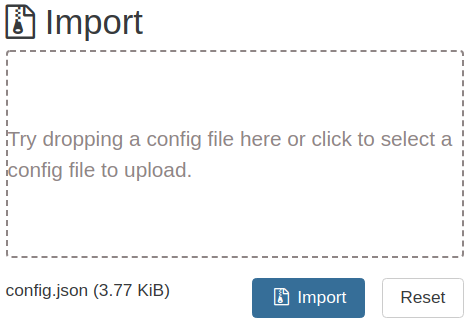 Import
Try dropping a config file here or click to select a
config file to upload.
config.json (3.77 KiB)
Import
Reset